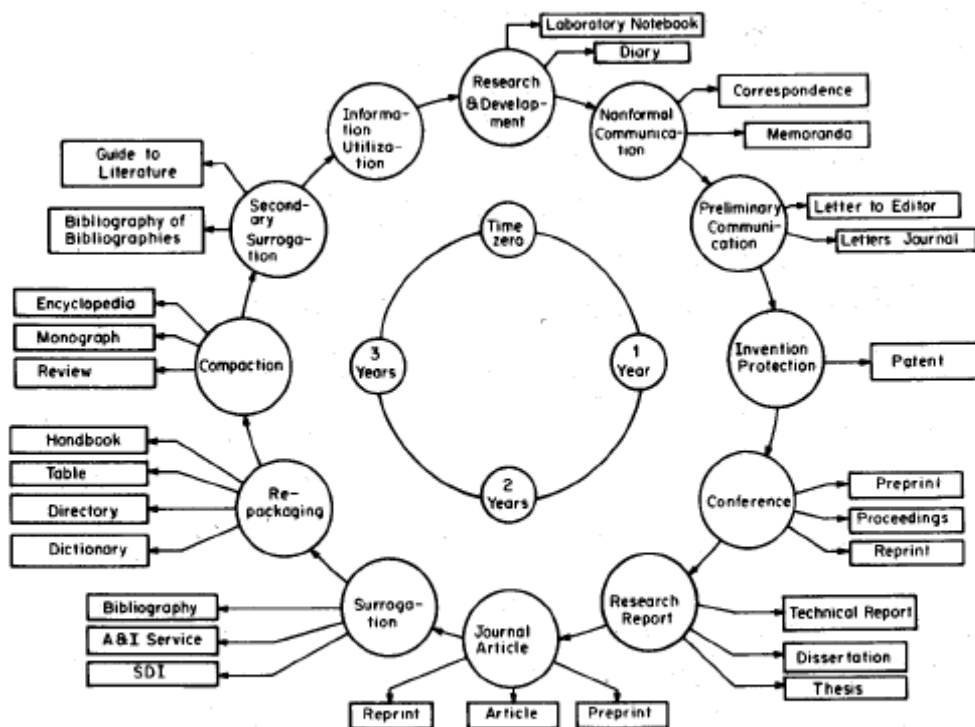 Laboratory Notebook
Diary
Research
& Develop-
ment
Nonformal
Communica-
tion
Correspondence
Memoranda
Preliminary
Communi-
cation
Letter to Editor
Letters Journal
Invention
Protection
Patent
Conference
Preprint
Proceedings
Reprint
Research
Report
Technical Report
Dissertation
Thesis
Journal
Article
Reprint
Article
Preprint
Surroga-
tion
Bibliography
A&I Service
SDI
Re-
packaging
Handbook
Table
Directory
Dictionary
Compaction
Encyclopedia
Monograph
Review
Second-
ary
Surroga-
tion
Guide to
Literature
Bibliography of
Bibliographies
Informa-
tion
Utiliza-
tion
Time
zero
1
Year
2
Years
3
Years